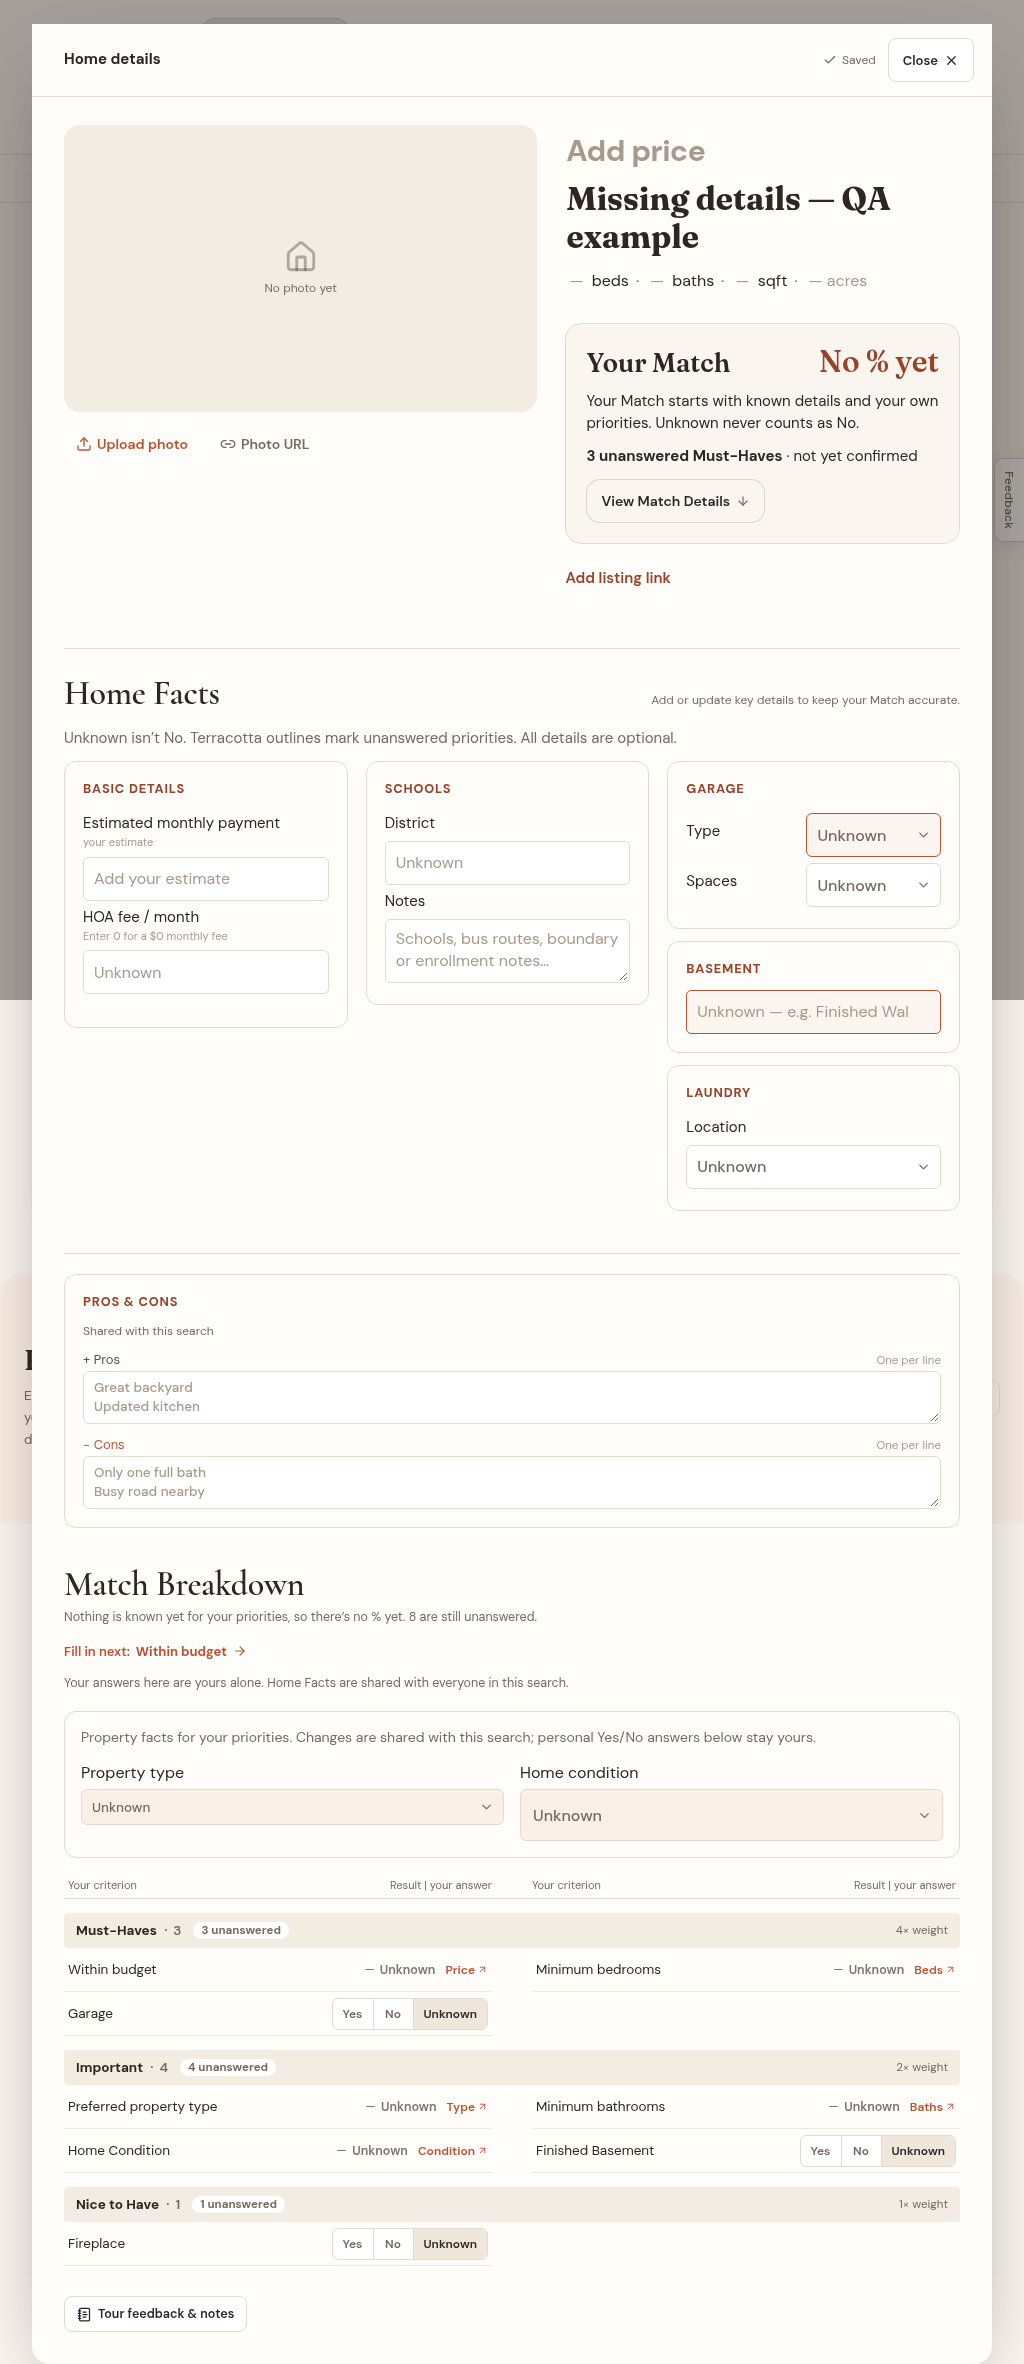 Home details
Saved
Close
No photo yet
Upload photo
Photo URL
Add price
Missing details — QA
example
— beds · — baths · — sqft · — acres
Your Match
No % yet
Your Match starts with known details and your own
priorities. Unknown never counts as No.
3 unanswered Must-Haves · not yet confirmed
View Match Details ↓
Add listing link
Feedback
Home Facts
Add or update key details to keep your Match accurate.
Unknown isn’t No. Terracotta outlines mark unanswered priorities. All details are optional.
BASIC DETAILS
Estimated monthly payment
your estimate
Add your estimate
HOA fee / month
Enter 0 for a $0 monthly fee
Unknown
SCHOOLS
District
Unknown
Notes
Schools, bus routes, boundary
or enrollment notes...
GARAGE
Type
Unknown
Spaces
Unknown
BASEMENT
Unknown — e.g. Finished Wal
LAUNDRY
Location
Unknown
PROS & CONS
Shared with this search
+ Pros
One per line
Great backyard
Updated kitchen
− Cons
One per line
Only one full bath
Busy road nearby
Match Breakdown
Nothing is known yet for your priorities, so there’s no % yet. 8 are still unanswered.
Fill in next: Within budget →
Your answers here are yours alone. Home Facts are shared with everyone in this search.
Property facts for your priorities. Changes are shared with this search; personal Yes/No answers below stay yours.
Property type
Unknown
Home condition
Unknown
Your criterion
Result | your answer
Your criterion
Result | your answer
Must-Haves · 3 3 unanswered
4× weight
Within budget
— Unknown Price ↗
Minimum bedrooms
— Unknown Beds ↗
Garage
Yes No Unknown
Important · 4 4 unanswered
2× weight
Preferred property type
— Unknown Type ↗
Minimum bathrooms
— Unknown Baths ↗
Home Condition
— Unknown Condition ↗
Finished Basement
Yes No Unknown
Nice to Have · 1 1 unanswered
1× weight
Fireplace
Yes No Unknown
Tour feedback & notes